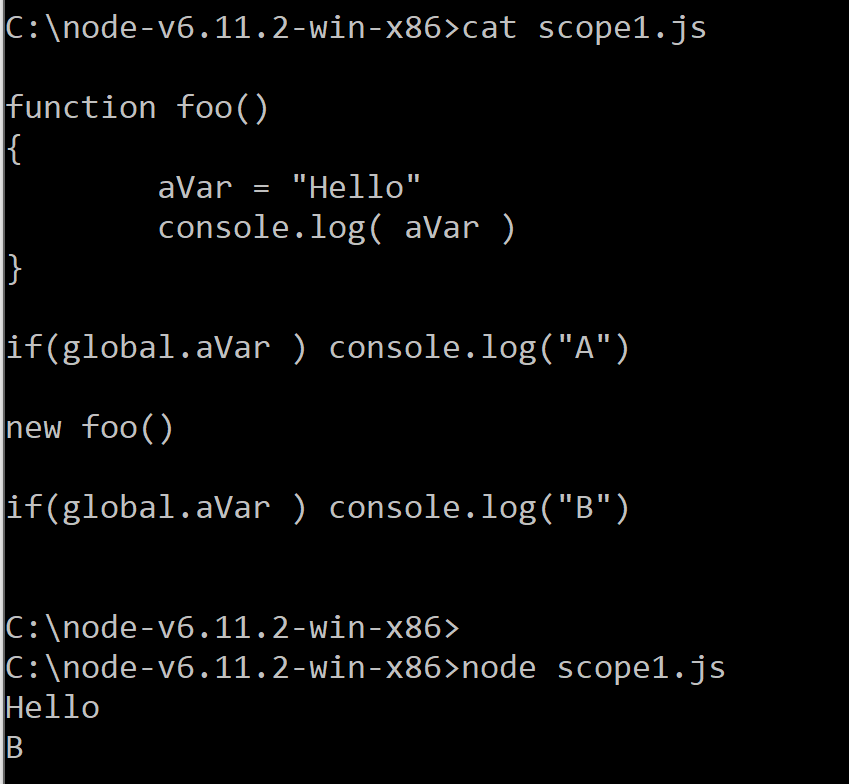 C:\node-v6.11.2-win-x86>cat scope1.js
function foo()
{
        aVar = "Hello"
        console.log( aVar )
}
if(global.aVar ) console.log("A")
new foo()
if(global.aVar ) console.log("B")
C:\node-v6.11.2-win-x86>
C:\node-v6.11.2-win-x86>node scope1.js
Hello
B